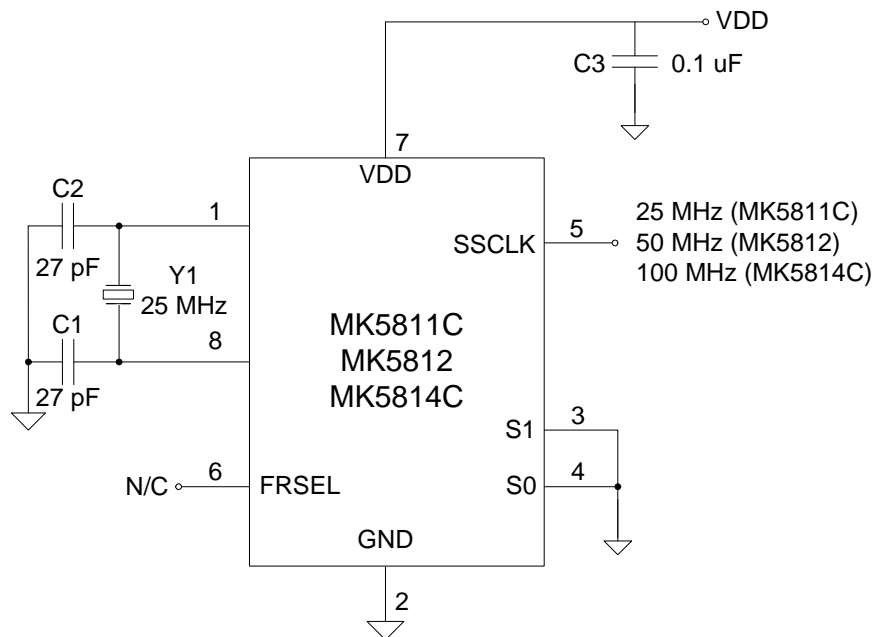 VDD
C3
0.1 uF
7
VDD
C2
1
27 pF
Y1
25 MHz
C1
8
27 pF
SSCLK
5
25 MHz (MK5811C)
50 MHz (MK5812)
100 MHz (MK5814C)
MK5811C
MK5812
MK5814C
S1
3
N/C
6
FRSEL
S0
4
GND
2